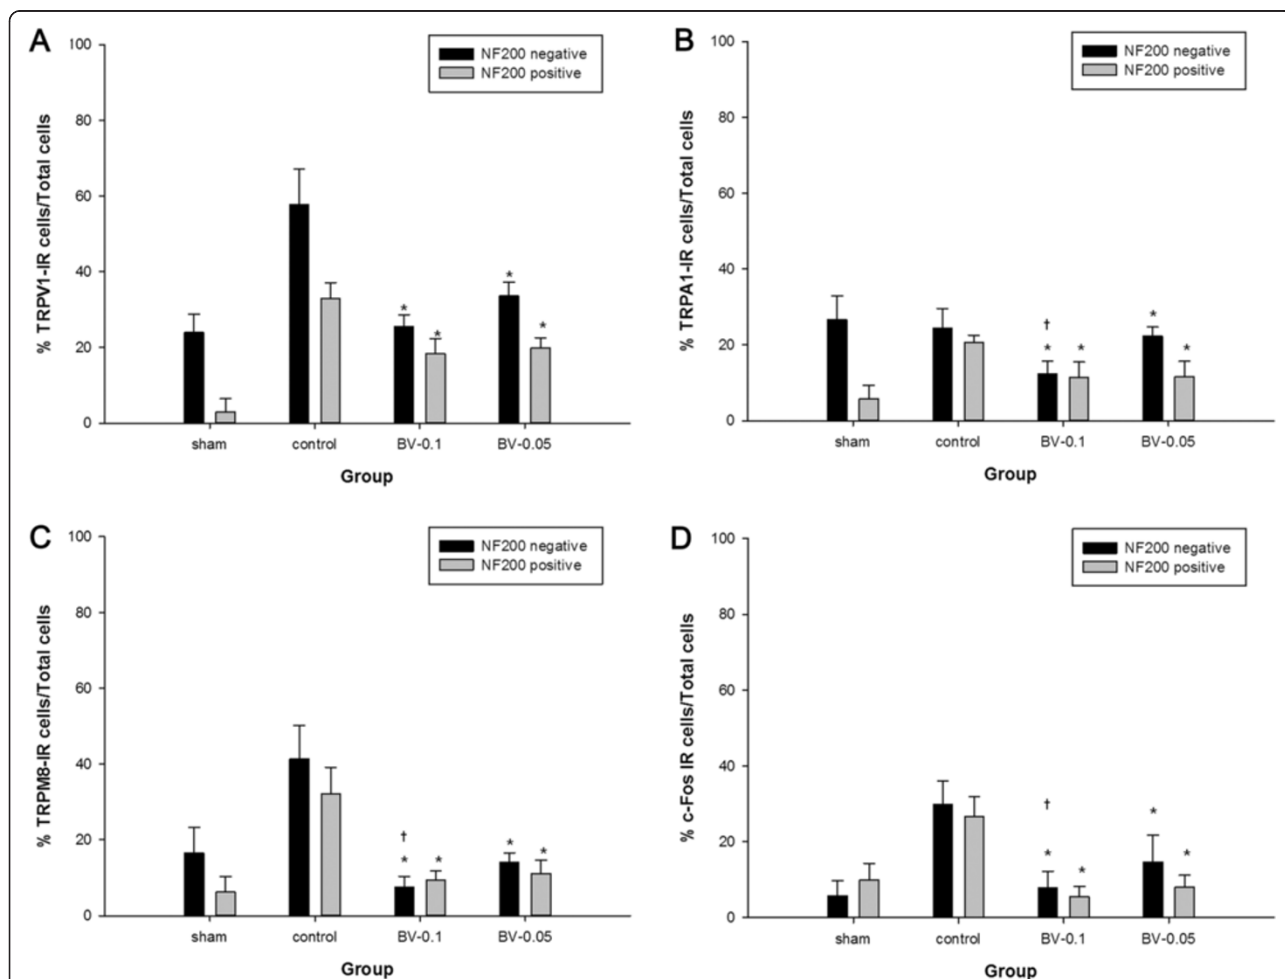 A
% TRPV1-IR cells/Total cells
100
80
60
40
20
0
NF200 negative
NF200 positive
*
*
*
*
sham
control
BV-0.1
BV-0.05
Group
B
% TRPA1-IR cells/Total cells
100
80
60
40
20
0
NF200 negative
NF200 positive
†
*
*
*
*
sham
control
BV-0.1
BV-0.05
Group
C
% TRPM8-IR cells/Total cells
100
80
60
40
20
0
NF200 negative
NF200 positive
†
*
*
*
*
sham
control
BV-0.1
BV-0.05
Group
D
% c-Fos IR cells/Total cells
100
80
60
40
20
0
NF200 negative
NF200 positive
†
*
*
*
*
sham
control
BV-0.1
BV-0.05
Group